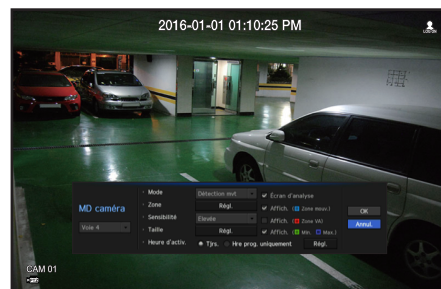 2016-01-01 01:10:25 PM
LOG ON
MD caméra
Voie 4
Mode
Détection mvt
Écran d'analyse
Zone
Régl.
Affich. ( Zone mouv.)
Sensibilité
Elevée
Affich. ( Zone VA)
Taille
Régl.
Affich. ( Min. Max.)
Heure d'activ.
Tjrs.
Hre prog. uniquement
Régl.
OK
Annul.
CAM 01